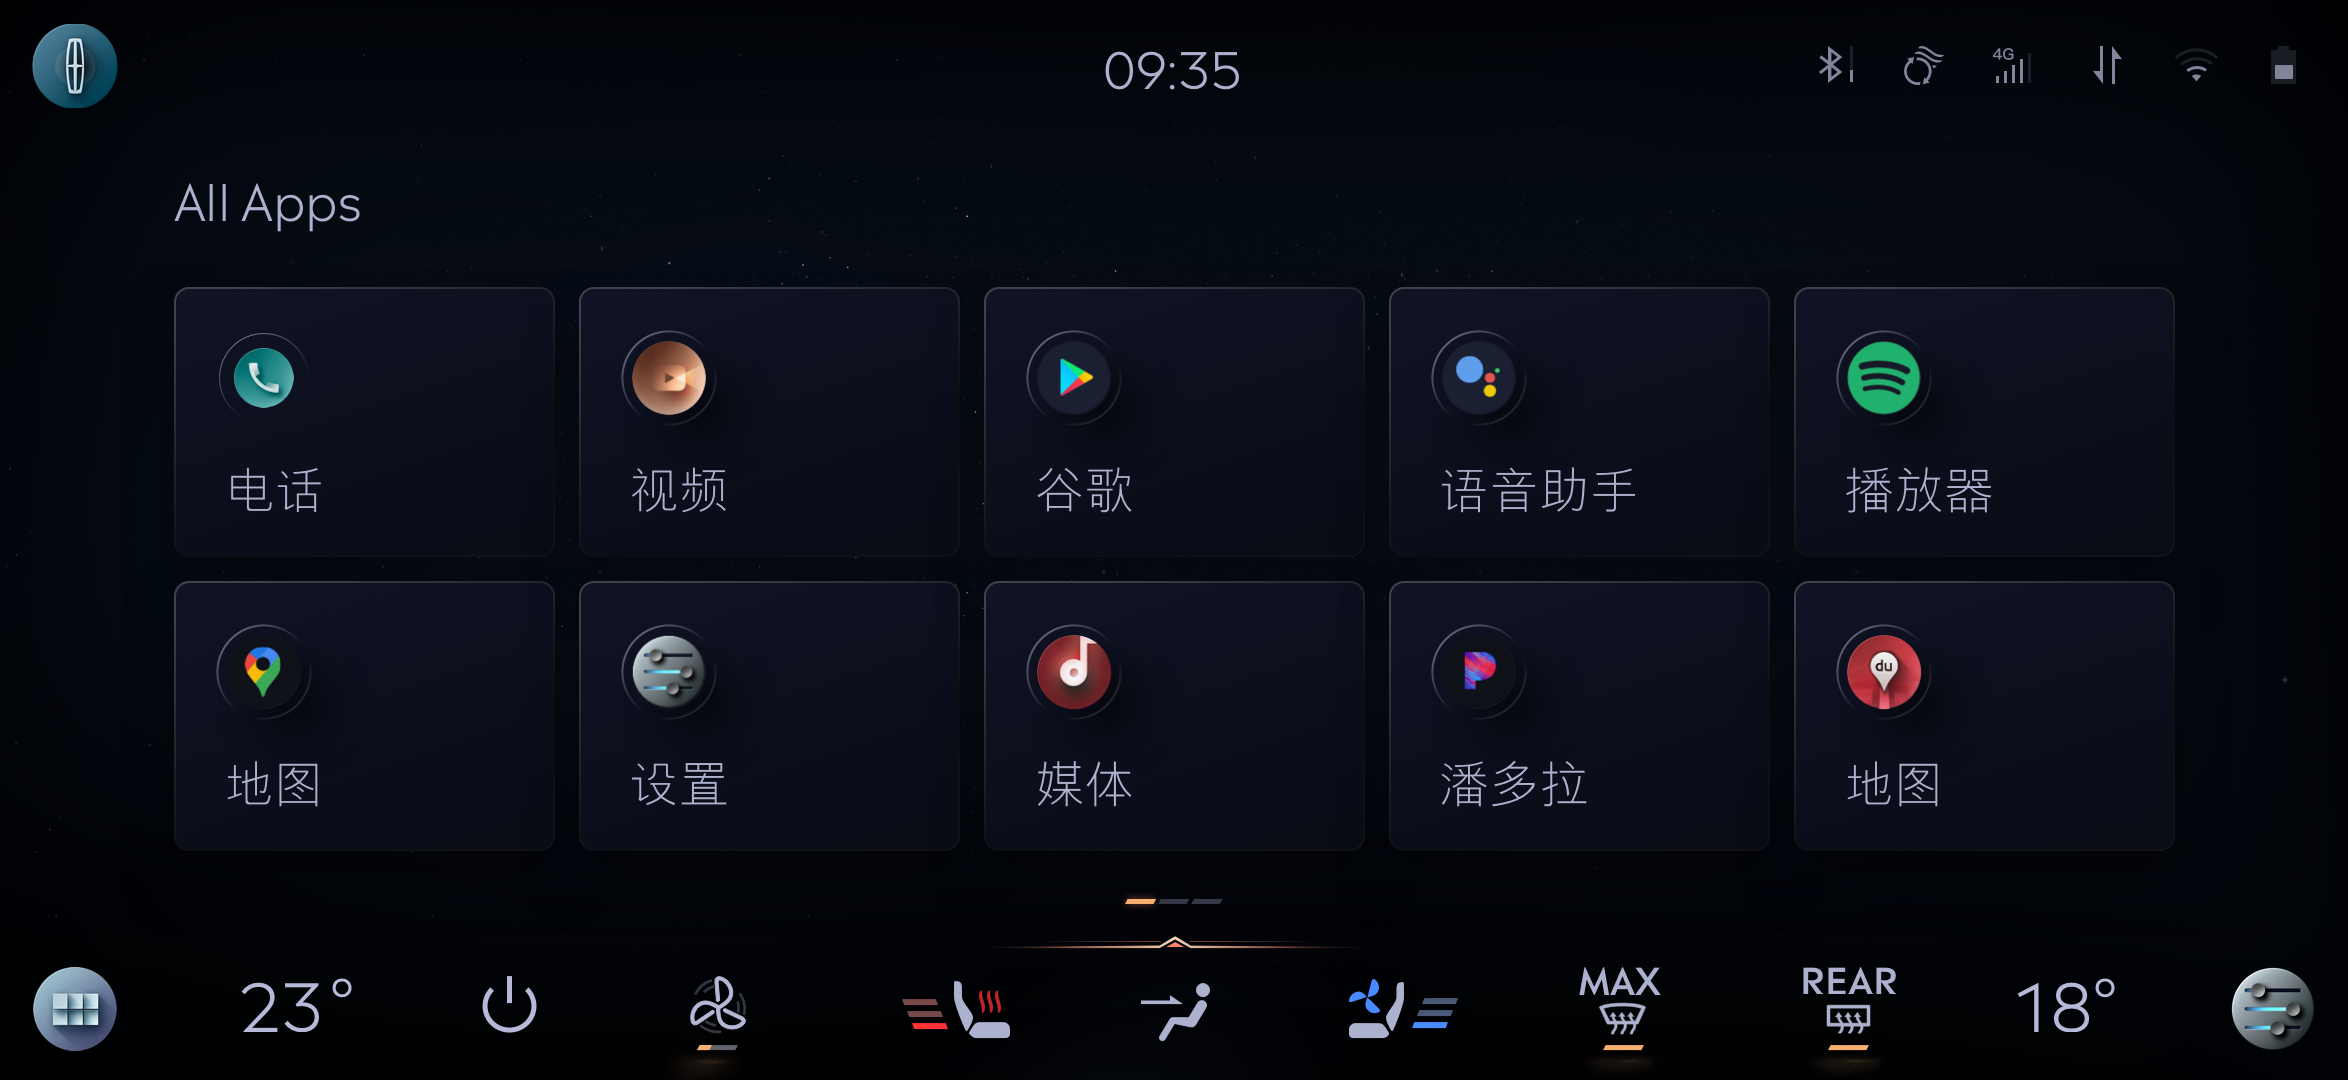 09:35
4G
All Apps
电话
视频
谷歌
语音助手
播放器
地图
设置
媒体
潘多拉
du
地图
23°
MAX
REAR
18°